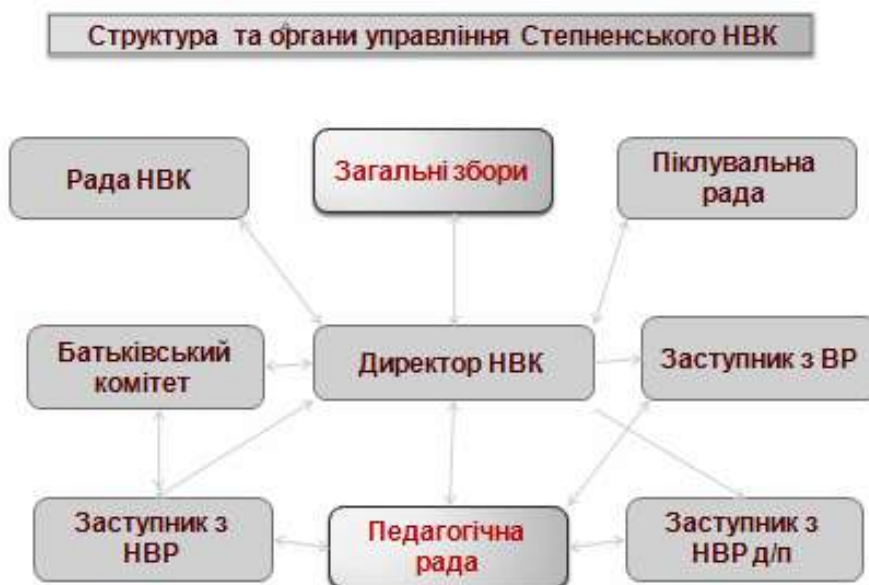 Структура та органи управління Степненського НВК
Рада НВК
Загальні збори
Піклувальна
рада
Батьківський
комітет
Директор НВК
Заступник з ВР
Заступник з
НВР
Педагогічна
рада
Заступник з
НВР д/п